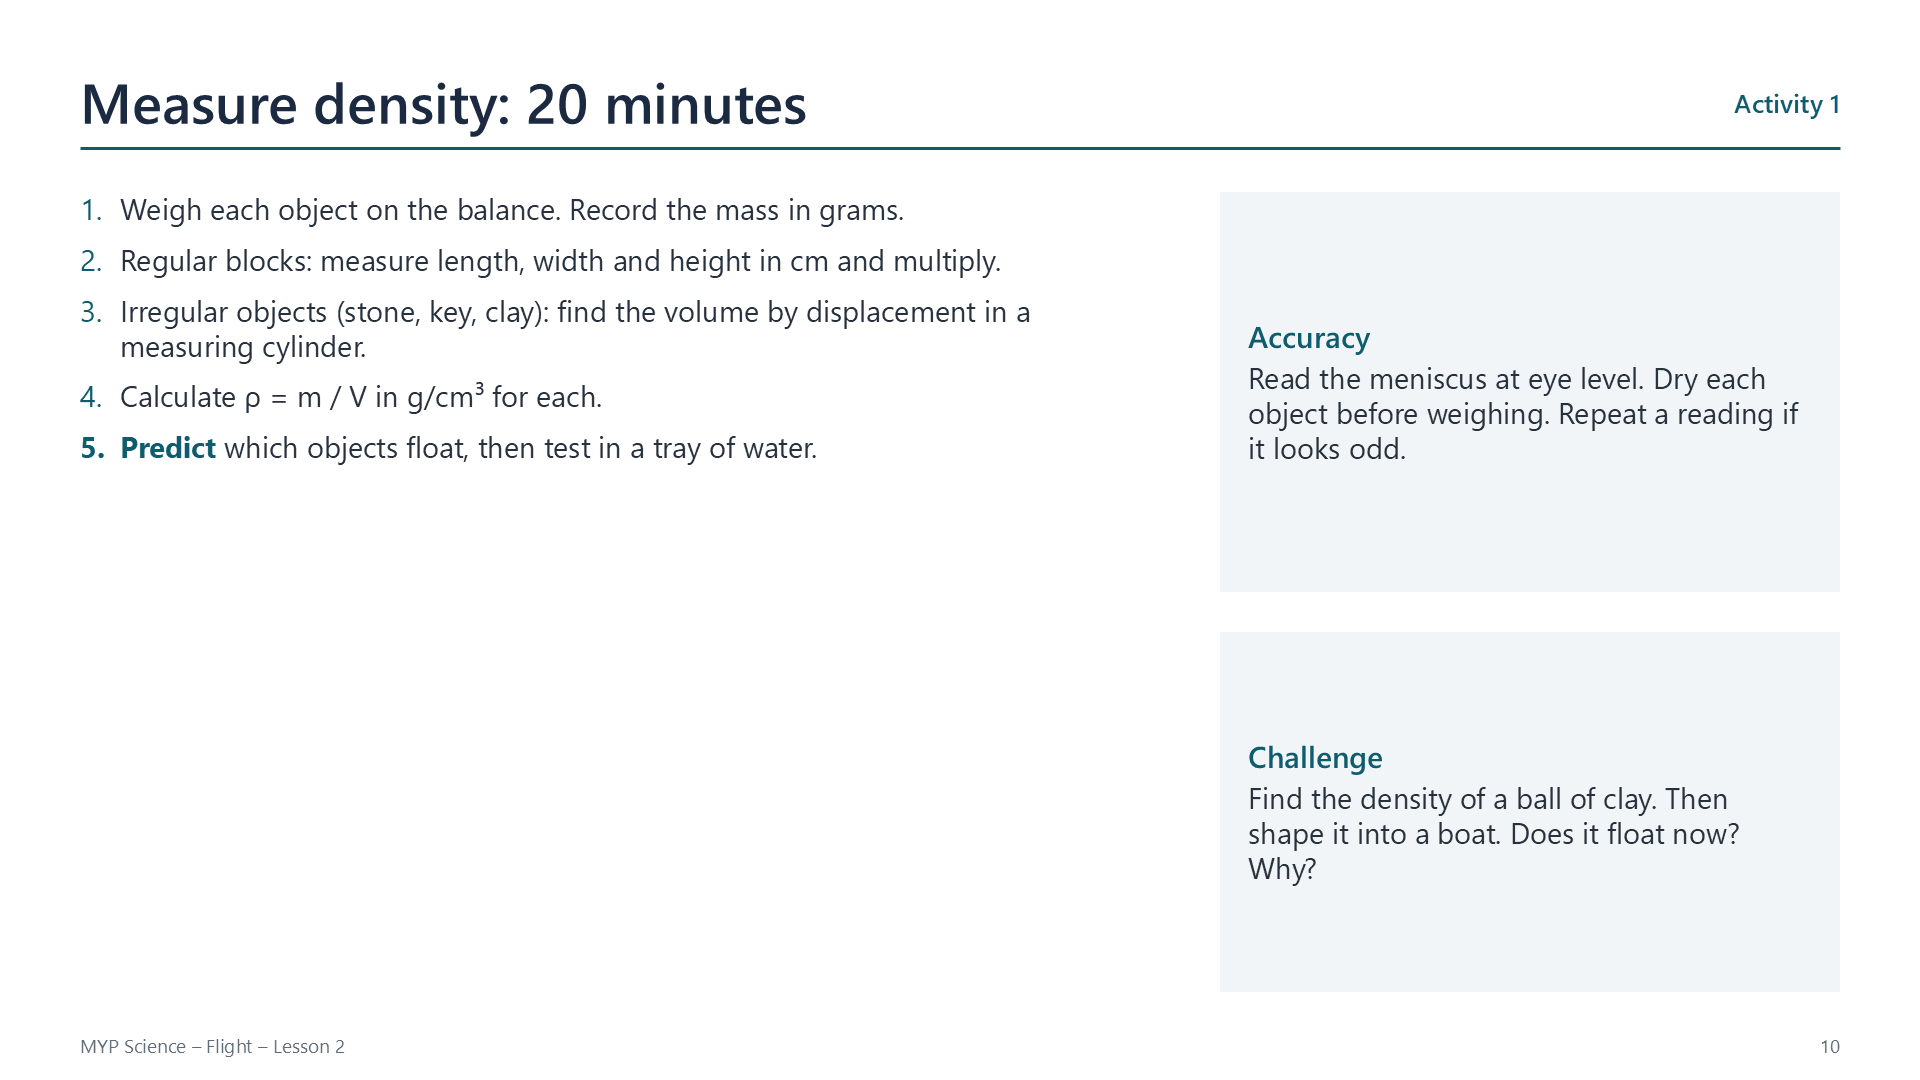 Measure density: 20 minutes
Activity 1
1. Weigh each object on the balance. Record the mass in grams.
2. Regular blocks: measure length, width and height in cm and multiply.
3. Irregular objects (stone, key, clay): find the volume by displacement in a
measuring cylinder.
4. Calculate ρ = m / V in g/cm³ for each.
5. Predict which objects float, then test in a tray of water.
Accuracy
Read the meniscus at eye level. Dry each
object before weighing. Repeat a reading if
it looks odd.
Challenge
Find the density of a ball of clay. Then
shape it into a boat. Does it float now?
Why?
MYP Science – Flight – Lesson 2
10